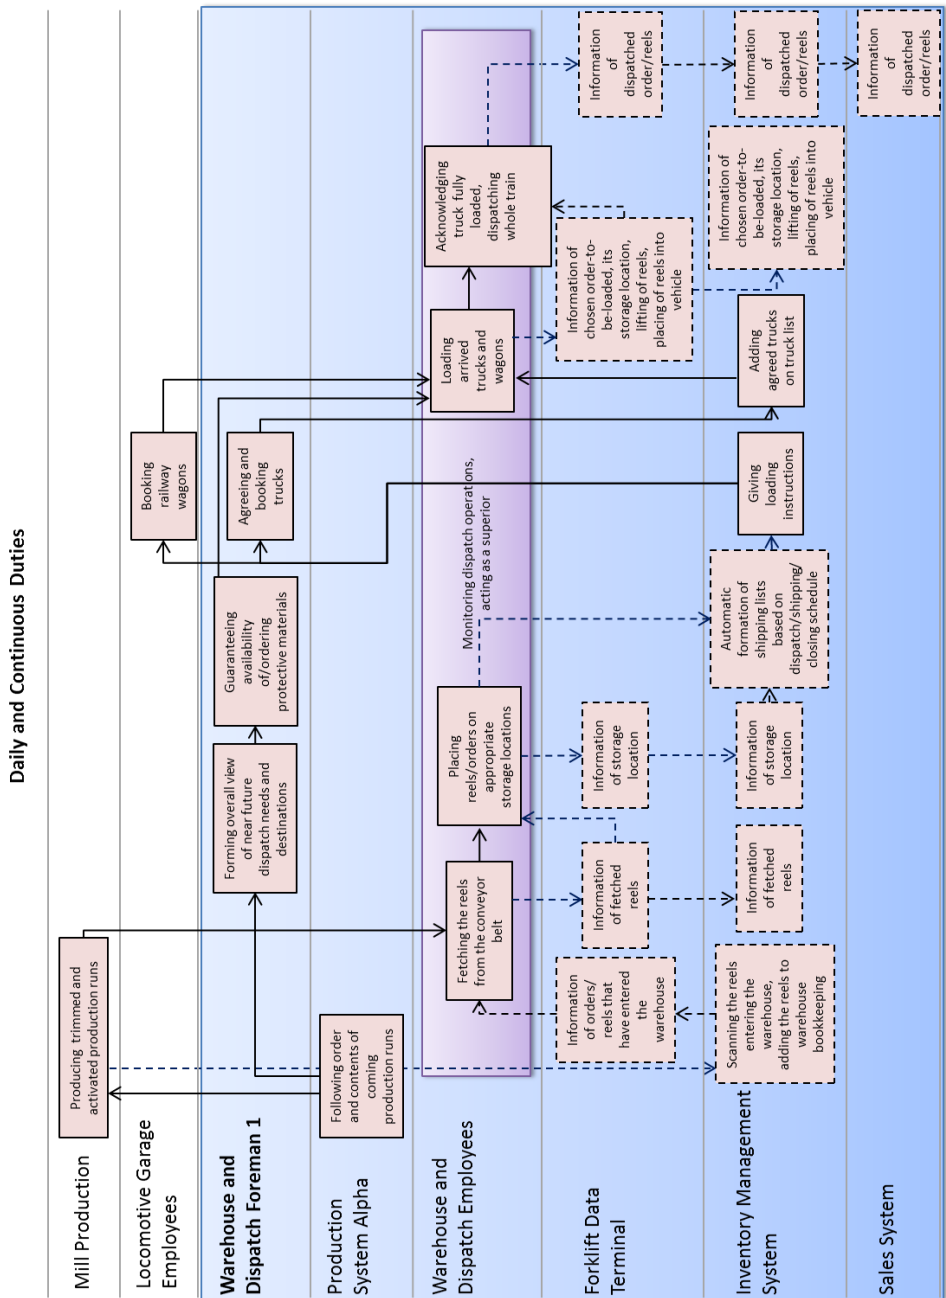 Daily and Continuous Duties
Mill Production
Producing trimmed and
activated production runs
Locomotive Garage
Employees
Booking
railway
wagons
Warehouse and
Dispatch Foreman 1
Forming overall view
of near future
dispatch needs and
destinations
Guaranteeing
availability
of/ordering
protective materials
Agreeing and
booking
trucks
Production
System Alpha
Following order
and contents of
coming
production runs
Warehouse and
Dispatch Employees
Fetching the reels
from the conveyor
belt
Placing
reels/orders on
appropriate
storage locations
Monitoring dispatch operations,
acting as a superior
Loading
arrived
trucks and
wagons
Acknowledging
truck fully
loaded,
dispatching
whole train
Forklift Data
Terminal
Information
of orders/
reels that
have entered
the
warehouse
Information
of fetched
reels
Information
of storage
location
Information of
chosen order-to-
be-loaded, its
storage location,
lifting of reels,
placing of reels into
vehicle
Information
of
dispatched
order/reels
Inventory Management
System
Scanning the reels
entering the
warehouse,
adding the reels to
warehouse
bookkeeping
Information
of fetched
reels
Information
of storage
location
Automatic
formation of
shipping lists
based on
dispatch/shipping/
closing schedule
Giving
loading
instructions
Adding
agreed trucks
on truck list
Information of
chosen order-to-
be-loaded, its
storage location,
lifting of reels,
placing of reels into
vehicle
Information
of
dispatched
order/reels
Sales System
Information
of
dispatched
order/reels